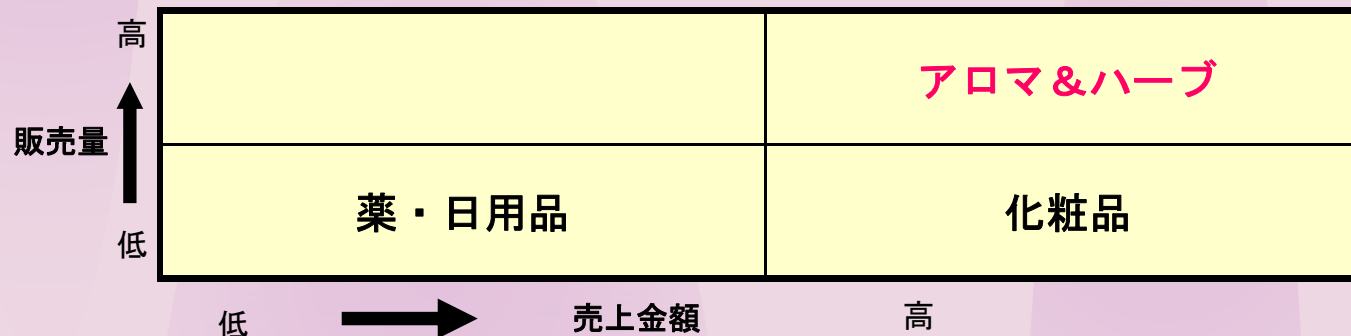 高
アロマ＆ハーブ
販売量
薬・日用品
化粧品
低
低
売上金額
高